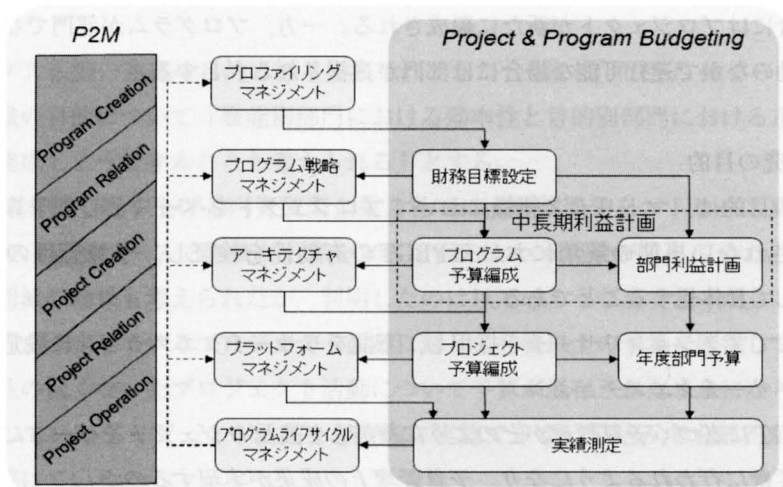 P2M
Project & Program Budgeting
Program Creation
Program Relation
Project Creation
Project Relation
Project Operation
プロファイリング
マネジメント
プログラム戦略
マネジメント
財務目標設定
中長期利益計画
アーキテクチャ
マネジメント
プログラム
予算編成
部門利益計画
プラットフォーム
マネジメント
プロジェクト
予算編成
年度部門予算
プログラムライフサイクル
マネジメント
実績測定